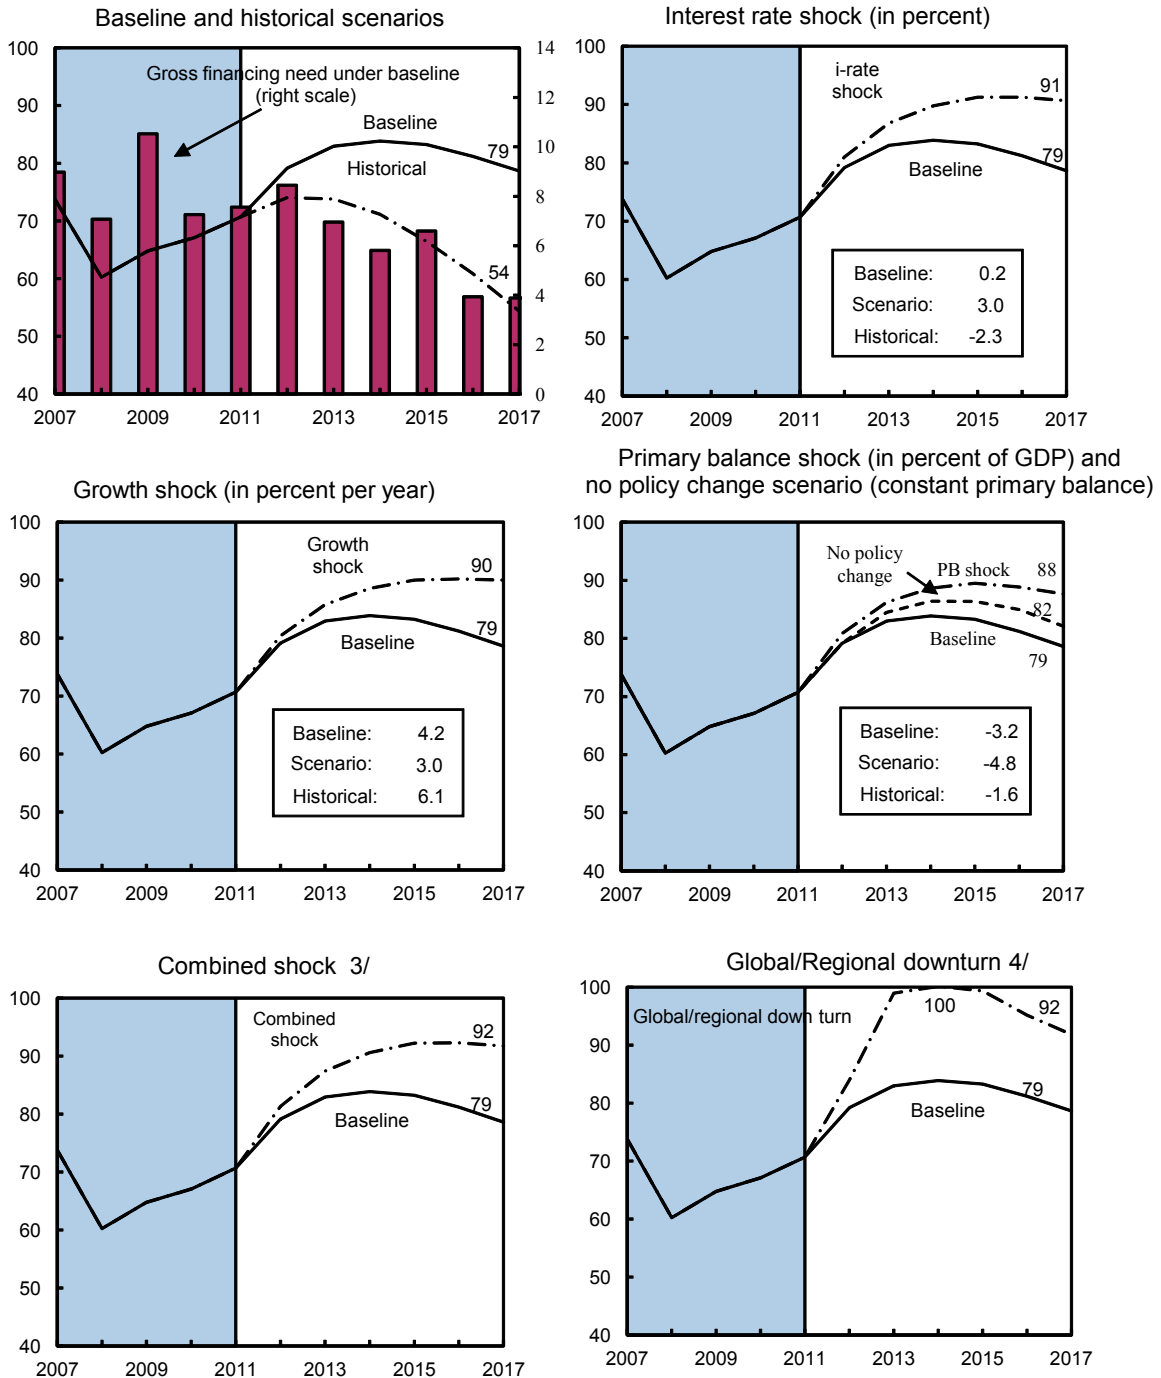 Baseline and historical scenarios
100
90
80
70
60
50
40
14
12
10
8
6
4
2
0
Gross financing need under baseline
(right scale)
Baseline
Historical
79
54
2007 2009 2011 2013 2015 2017
Interest rate shock (in percent)
100
90
80
70
60
50
40
i-rate
shock
91
79
Baseline
Baseline: 0.2
Scenario: 3.0
Historical: -2.3
2007 2009 2011 2013 2015 2017
Growth shock (in percent per year)
100
90
80
70
60
50
40
Growth
shock
90
79
Baseline
Baseline: 4.2
Scenario: 3.0
Historical: 6.1
2007 2009 2011 2013 2015 2017
Primary balance shock (in percent of GDP) and
no policy change scenario (constant primary balance)
100
90
80
70
60
50
40
No policy
change
PB shock
88
82
Baseline
79
Baseline: -3.2
Scenario: -4.8
Historical: -1.6
2007 2009 2011 2013 2015 2017
Combined shock 3/
100
90
80
70
60
50
40
Combined
shock
92
79
Baseline
2007 2009 2011 2013 2015 2017
Global/Regional downturn 4/
100
90
80
70
60
50
40
Global/regional down turn
100
92
79
Baseline
2007 2009 2011 2013 2015 2017